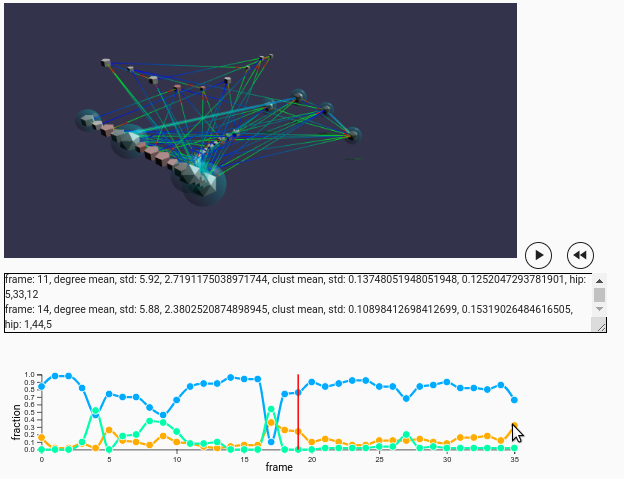 frame: 11, degree mean, std: 5.92, 2.7191175038971744, clust mean, std: 0.13748051948051948, 0.1252047293781901, hip:
5,33,12
frame: 14, degree mean, std: 5.88, 2.3802520874898945, clust mean, std: 0.10898412698412699, 0.15319026484616505,
hip: 1,44,5
1.0
0.9
0.8
0.7
0.6
0.5
0.4
0.3
0.2
0.1
0.0
fraction
0 5 10 15 20 25 30 35
frame